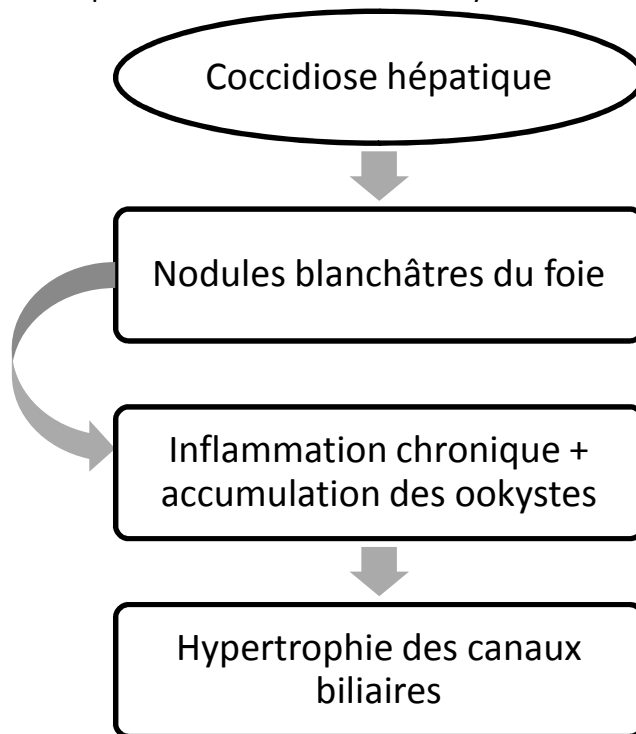 Coccidiose hépatique
Nodules blanchâtres du foie
Inflammation chronique +
accumulation des ookystes
Hypertrophie des canaux
biliaires